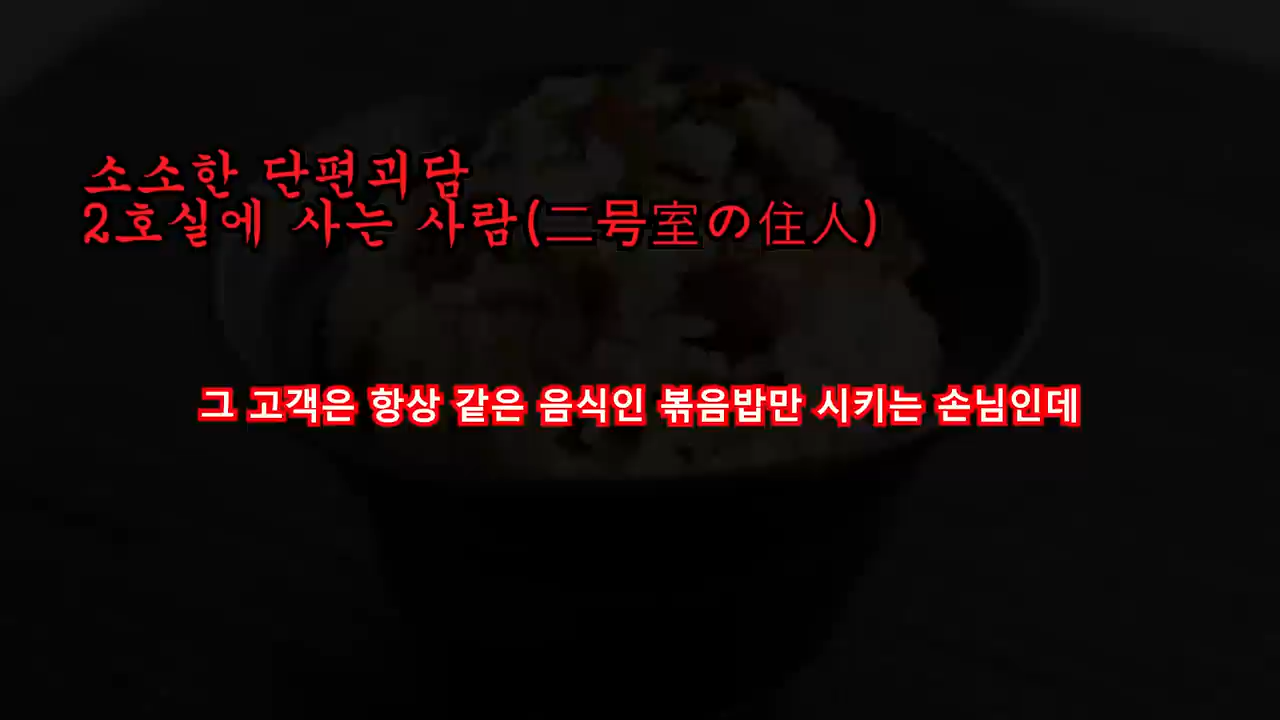 소소한 단편괴담
2호실에 사는 사람(二号室の住人)
그 고객은 항상 같은 음식인 볶음밥만 시키는 손님인데